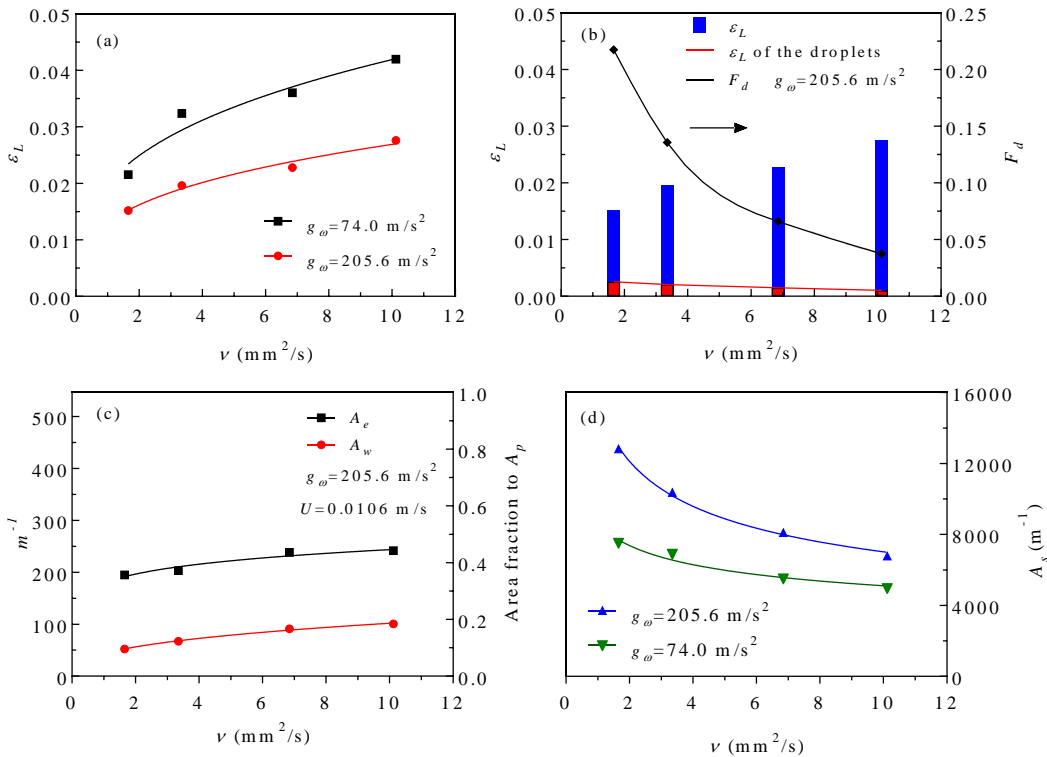 (a)
0.05
0.04
0.03
0.02
0.01
0.00
ε_L
g_ω=74.0 m/s²
g_ω=205.6 m/s²
0 2 4 6 8 10 12
ν (mm²/s)
(b)
0.05
0.04
0.03
0.02
0.01
0.00
ε_L
ε_L
ε_L of the droplets
F_d g_ω=205.6 m/s²
0.25
0.20
0.15
0.10
0.05
0.00
F_d
0 2 4 6 8 10 12
ν (mm²/s)
(c)
500
400
300
250
200
100
0
m⁻¹
A_e
A_w
g_ω=205.6 m/s²
U=0.0106 m/s
1.0
0.8
0.6
0.4
0.2
0.0
Area fraction to A_p
0 2 4 6 8 10 12
ν (mm²/s)
(d)
16000
12000
8000
4000
0
A_s (m⁻¹)
g_ω=205.6 m/s²
g_ω=74.0 m/s²
0 2 4 6 8 10 12
ν (mm²/s)